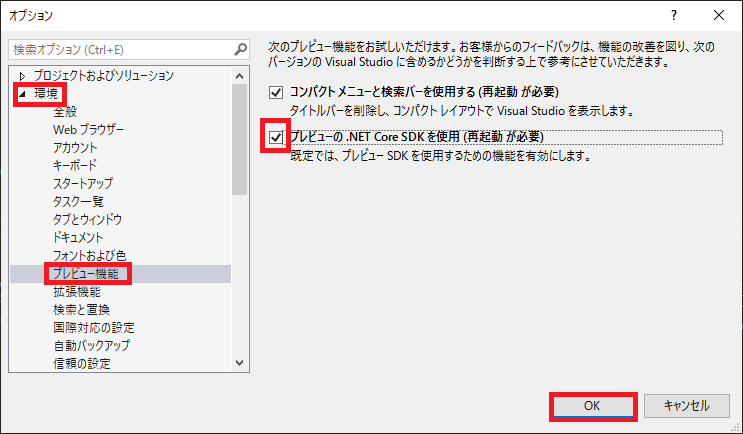 オプション
検索オプション (Ctrl+E)
プロジェクトおよびソリューション
環境
全般
Web ブラウザー
アカウント
キーボード
スタートアップ
タスク一覧
タブとウィンドウ
ドキュメント
フォントおよび色
プレビュー機能
拡張機能
検索と置換
国際対応の設定
自動バックアップ
信頼の設定
次のプレビュー機能をお試しいただけます。お客様からのフィードバックは、機能の改善を図り、次の
バージョンの Visual Studio に含めるかどうかを判断する上で参考にさせていただきます。
コンパクト メニューと検索バーを使用する (再起動 が必要)
タイトルバーを削除し、コンパクト レイアウトで Visual Studio を表示します。
プレビューの .NET Core SDK を使用 (再起動 が必要)
既定では、プレビュー SDK を使用するための機能を有効にします。
OK
キャンセル